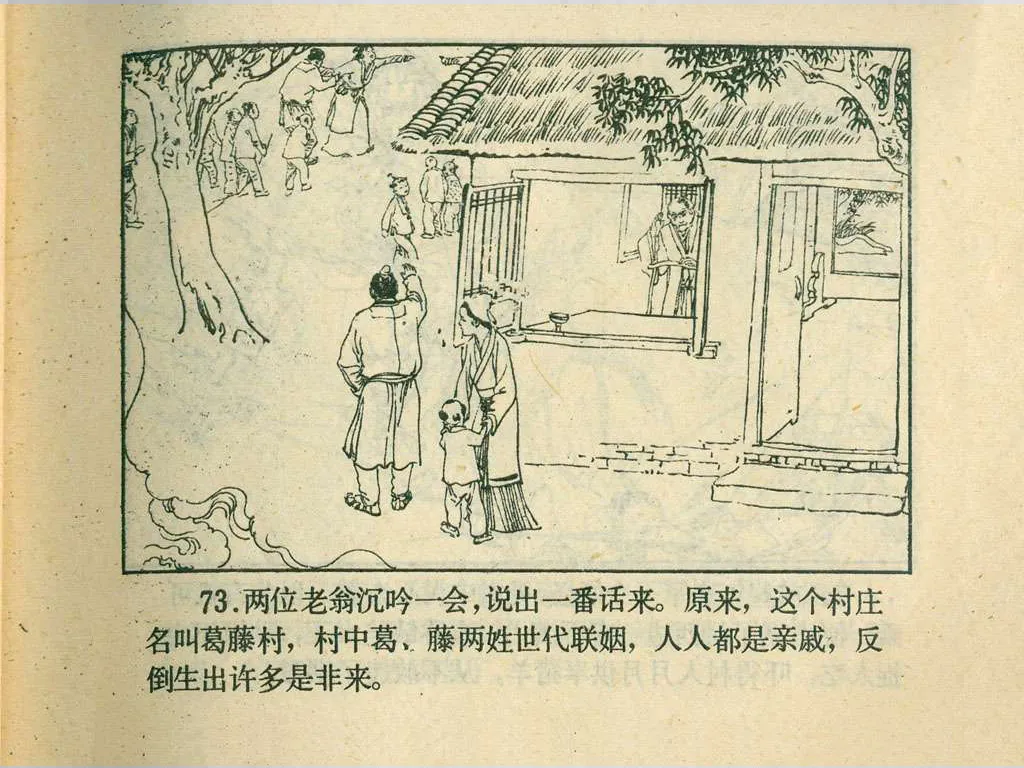 73.两位老翁沉吟一会,说出一番话来。原来，这个村庄
名叫葛藤村，村中葛、藤两姓世代联姻，人人都是亲戚，反
倒生出许多是非来。